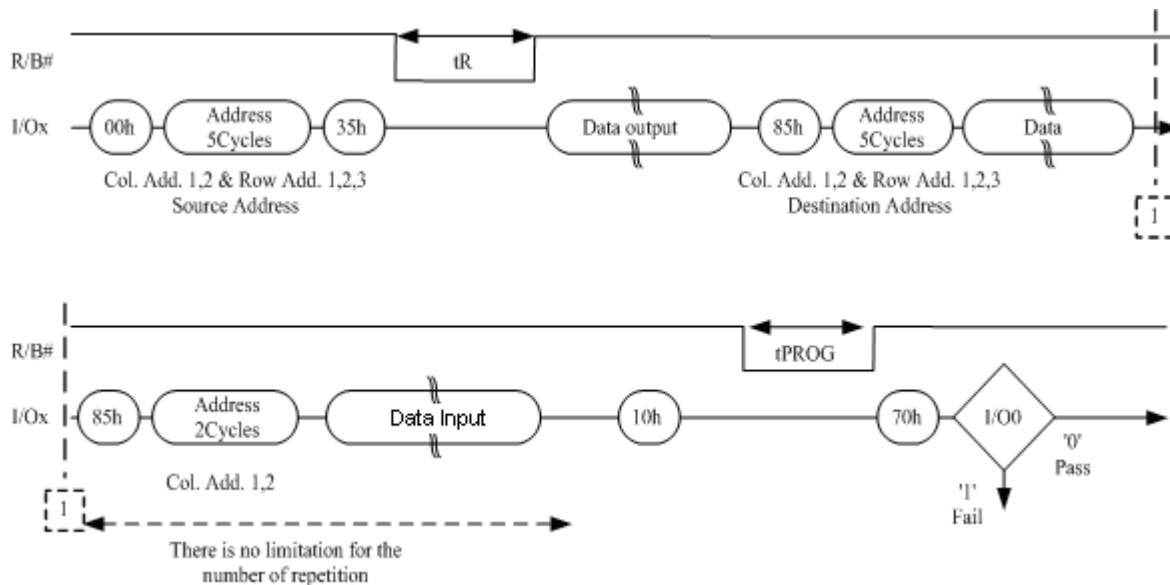 R/B#
tR
I/Ox
00h
Address
5Cycles
35h
Data output
85h
Address
5Cycles
Data
Col. Add. 1,2 & Row Add. 1,2,3
Source Address
Col. Add. 1,2 & Row Add. 1,2,3
Destination Address
1
R/B#
tPROG
I/Ox
85h
Address
2Cycles
Data Input
10h
70h
I/O0
'0'
Pass
Col. Add. 1,2
'1'
Fail
1
There is no limitation for the
number of repetition